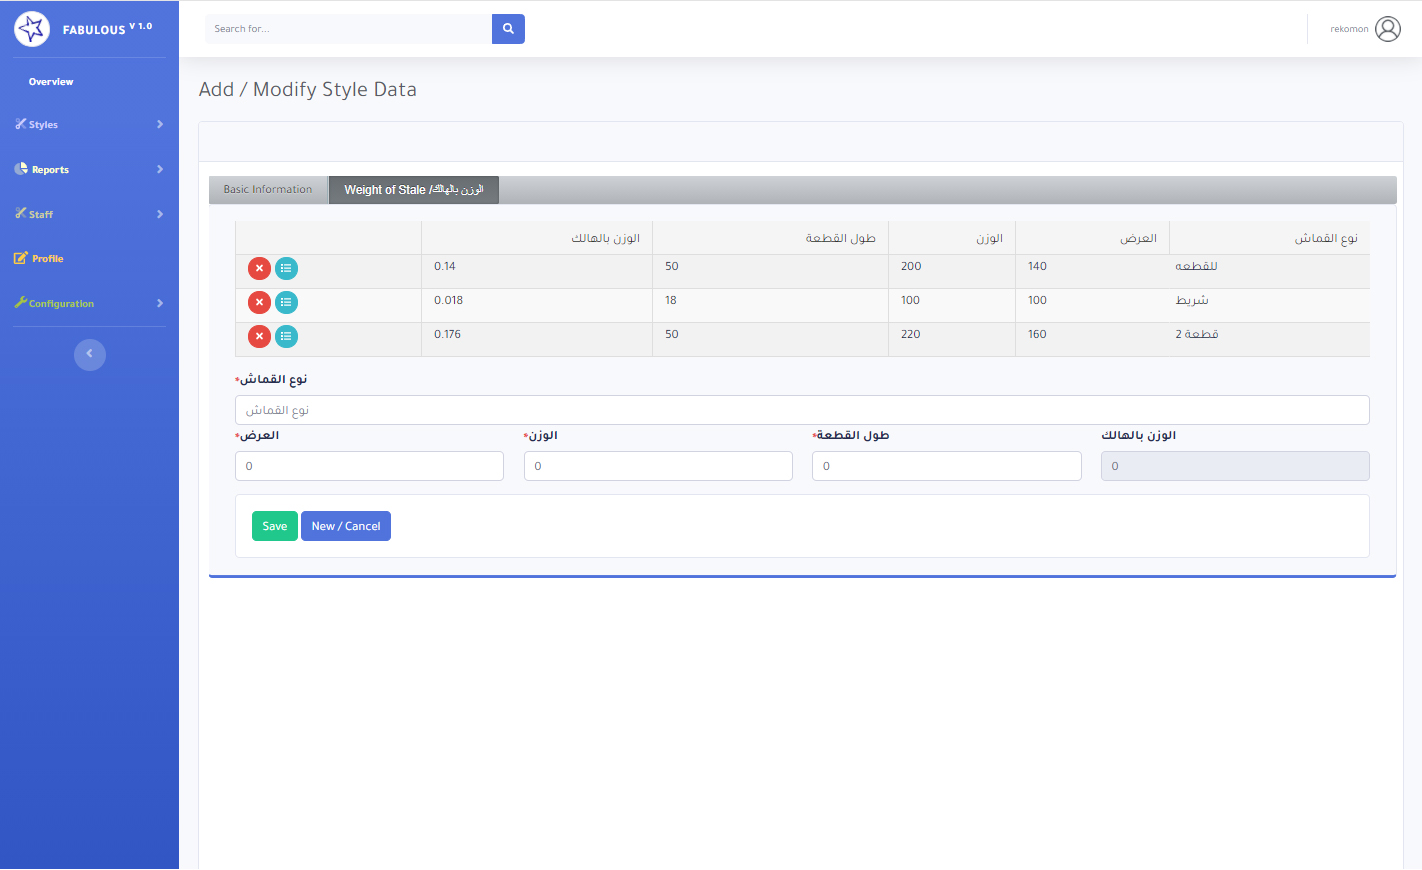 FABULOUS V 1.0
Search for...
rekomon
Overview
Styles
Reports
Staff
Profile
Configuration
Add / Modify Style Data
Basic Information
Weight of Stale /الوزن بالهالك
نوع القماش العرض الوزن طول القطعة الوزن بالهالك
للقطعه 140 200 50 0.14
شريط 100 100 18 0.018
قطعة 2 160 220 50 0.176
نوع القماش*
نوع القماش
العرض* الوزن* طول القطعة* الوزن بالهالك
0 0 0 0
Save New / Cancel